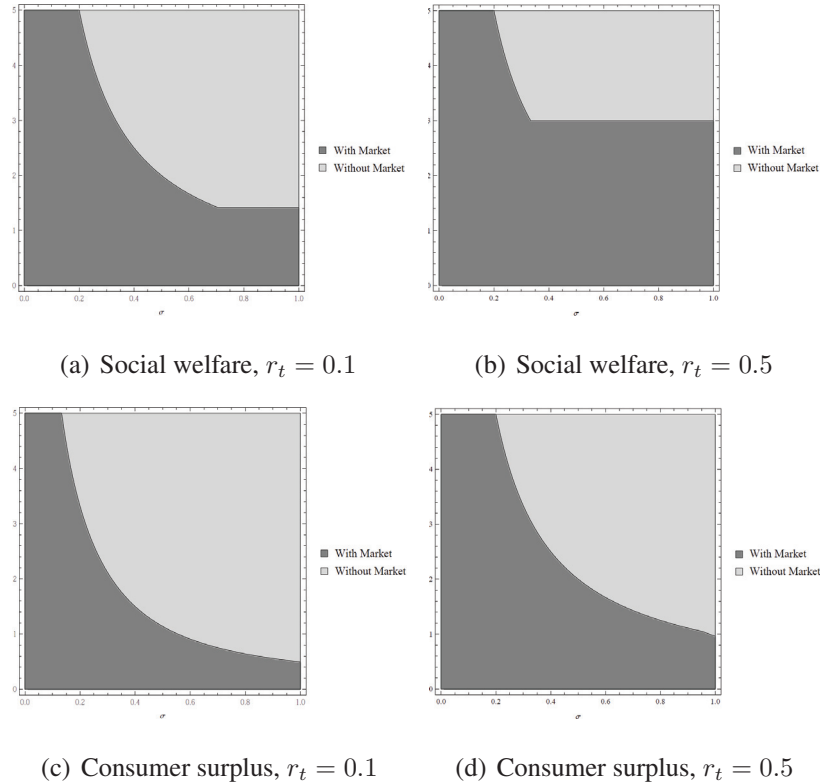 5
4
3
2
1
0
0.0 0.2 0.4 0.6 0.8 1.0
σ
With Market
Without Market
(a) Social welfare, r_t = 0.1
5
4
3
2
1
0
0.0 0.2 0.4 0.6 0.8 1.0
σ
With Market
Without Market
(b) Social welfare, r_t = 0.5
5
4
3
2
1
0
0.0 0.2 0.4 0.6 0.8 1.0
σ
With Market
Without Market
(c) Consumer surplus, r_t = 0.1
5
4
3
2
1
0
0.0 0.2 0.4 0.6 0.8 1.0
σ
With Market
Without Market
(d) Consumer surplus, r_t = 0.5